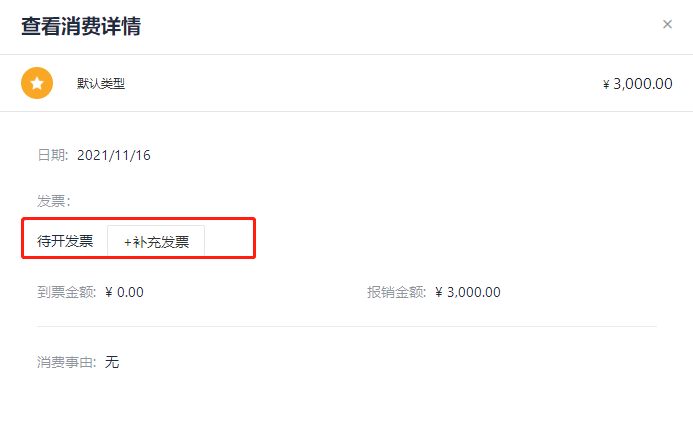 查看消费详情 ×
默认类型 ¥ 3,000.00
日期: 2021/11/16
发票:
待开发票 +补充发票
到票金额: ¥ 0.00 报销金额: ¥ 3,000.00
消费事由: 无